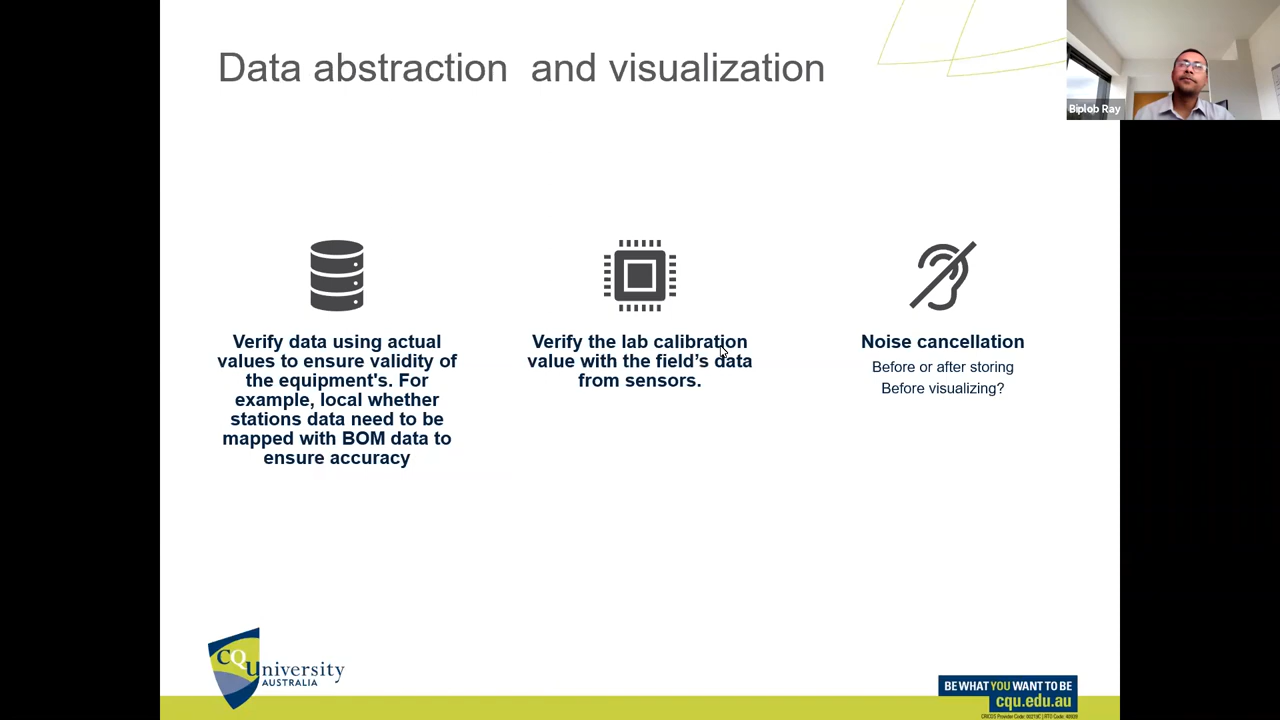 Data abstraction and visualization
Biplob Ray
Verify data using actual
values to ensure validity of
the equipment's. For
example, local whether
stations data need to be
mapped with BOM data to
ensure accuracy
Verify the lab calibration
value with the field's data
from sensors.
Noise cancellation
Before or after storing
Before visualizing?
CQUniversity
AUSTRALIA
BE WHAT YOU WANT TO BE
cqu.edu.au